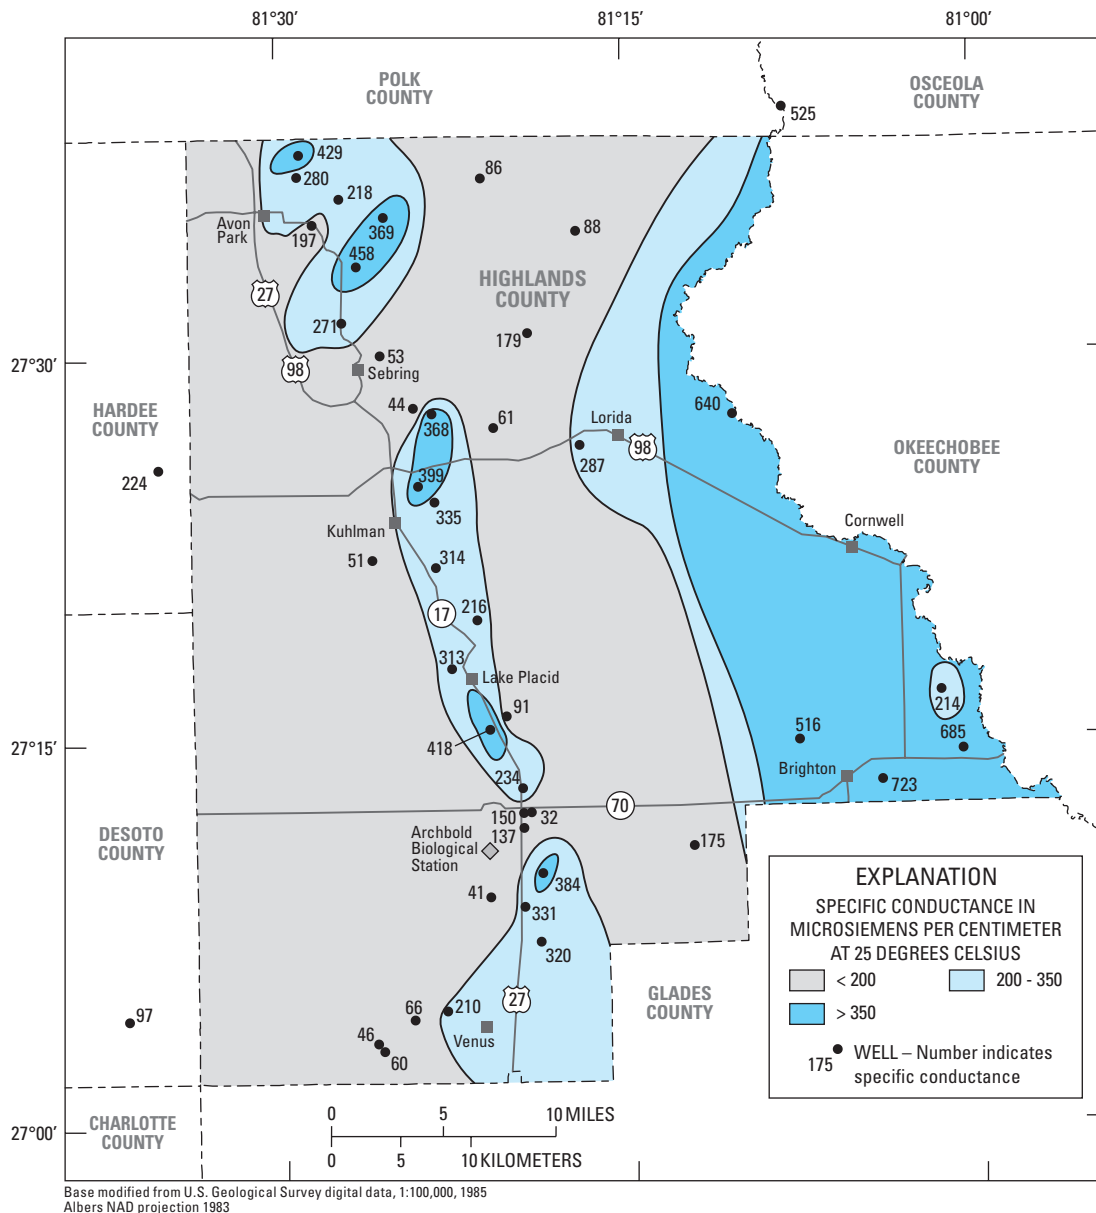 81°30′
81°15′
81°00′
POLK
COUNTY
OSCEOLA
COUNTY
525
429
280
218
86
Avon
Park
197
369
88
458
HIGHLANDS
COUNTY
27
271
179
27°30′
53
98
Sebring
44
368
61
Lorida
640
HARDEE
COUNTY
98
287
OKEECHOBEE
COUNTY
224
399
335
Kuhlman
Cornwell
51
314
17
216
313
Lake Placid
214
91
516
685
27°15′
418
Brighton
234
723
70
150
32
DESOTO
COUNTY
Archbold
Biological
Station
137
175
384
41
331
320
GLADES
COUNTY
97
66
210
27
Venus
46
60
EXPLANATION
SPECIFIC CONDUCTANCE IN
MICROSIEMENS PER CENTIMETER
AT 25 DEGREES CELSIUS
< 200
200 - 350
> 350
175
WELL – Number indicates
specific conductance
CHARLOTTE
COUNTY
27°00′
0 5 10 MILES
0 5 10 KILOMETERS
Base modified from U.S. Geological Survey digital data, 1:100,000, 1985
Albers NAD projection 1983